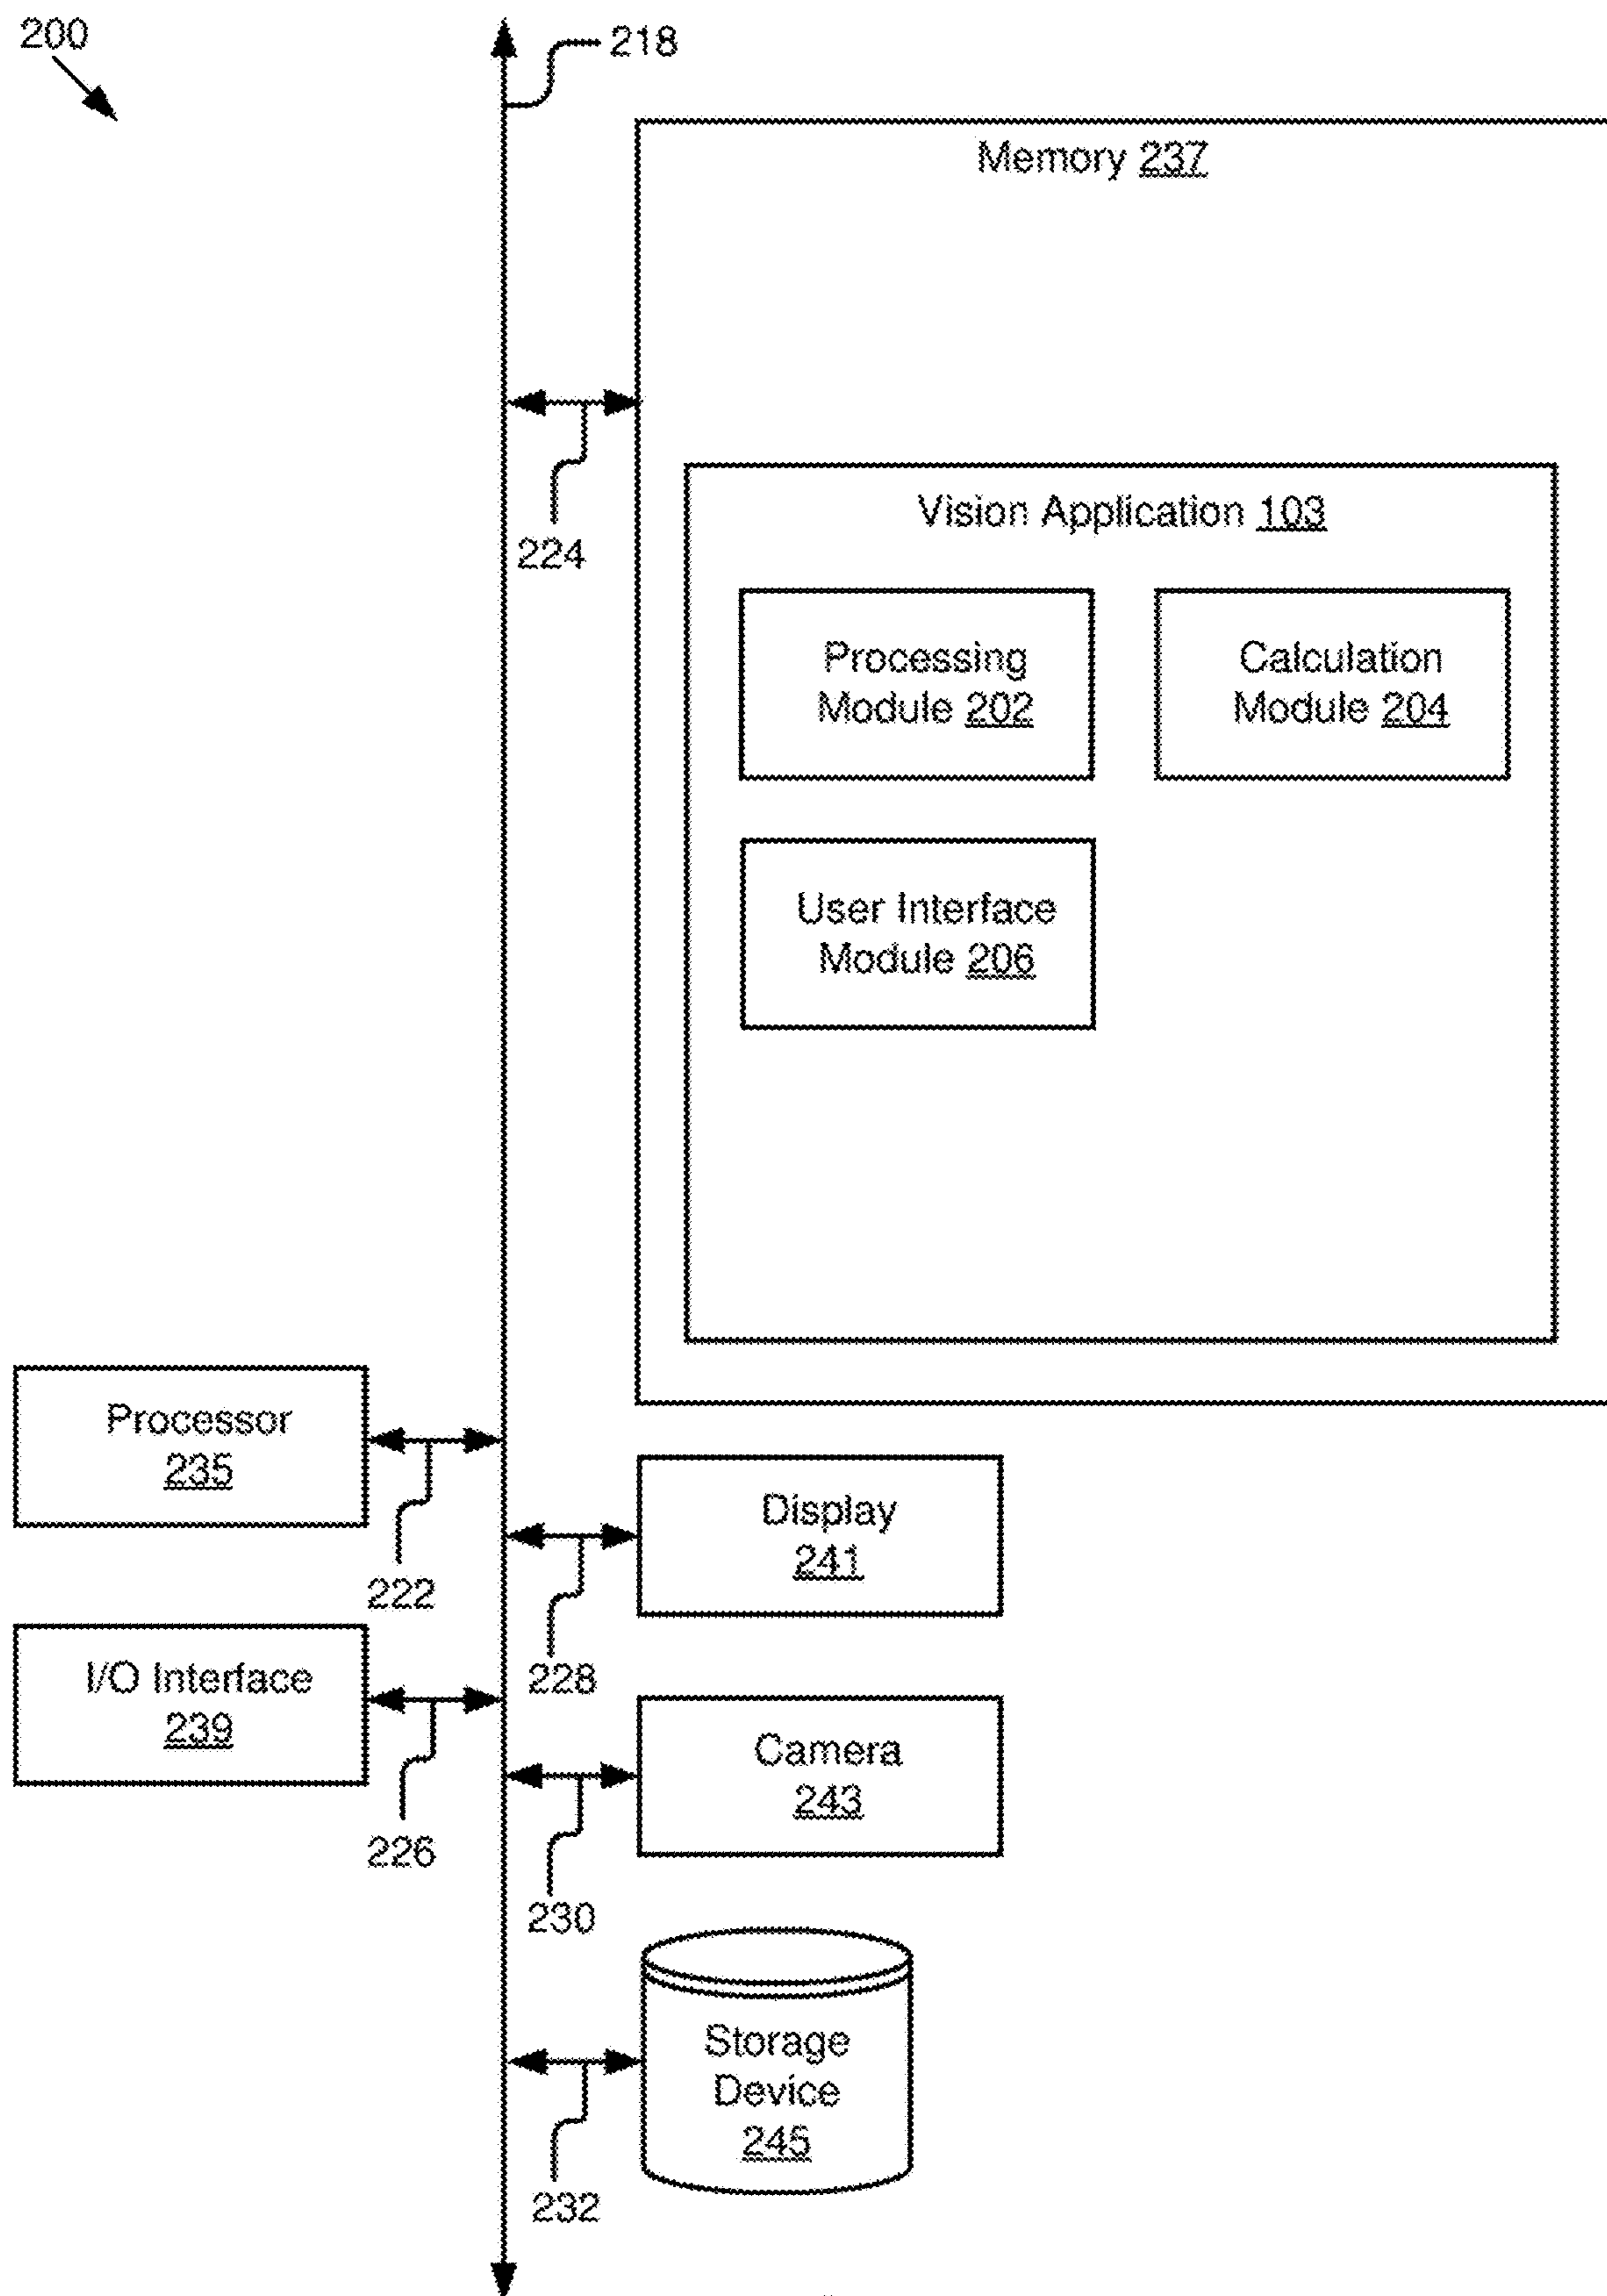 200
218
Memory 237
224
Vision Application 103
Processing
Module 202
Calculation
Module 204
User Interface
Module 206
Processor
235
222
Display
241
228
I/O Interface
239
226
Camera
243
230
Storage
Device
245
232